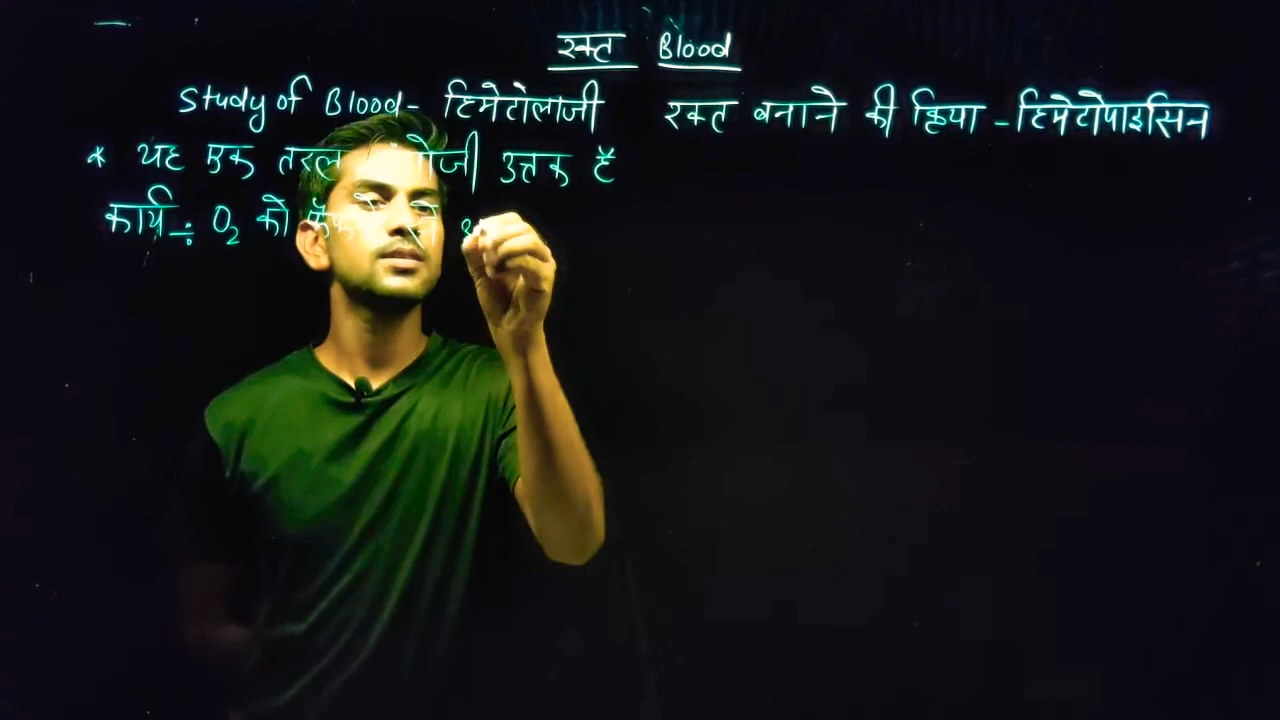 रक्त Blood
Study of Blood - हिमेटोलाजी रक्त बनाने की क्रिया - हिमेटोपाइसिन
* यह एक तरल संयोजी उत्तक है
कार्य ÷ O₂ को से